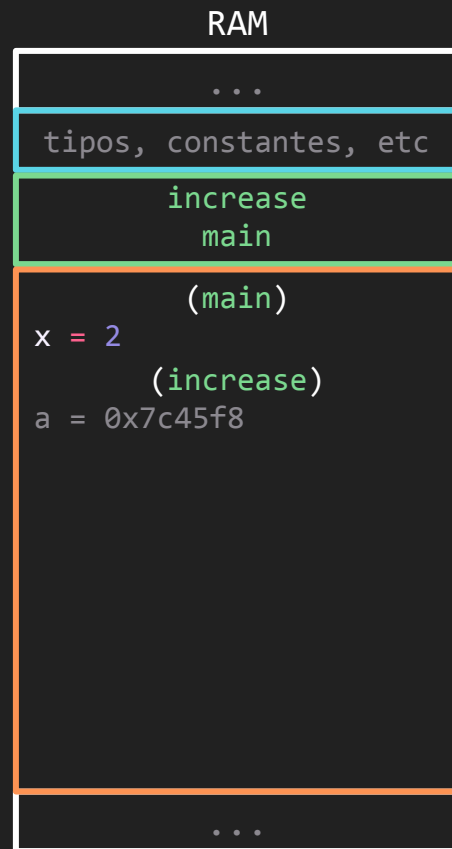 RAM
...
tipos, constantes, etc
increase
main
(main)
x = 2
(increase)
a = 0x7c45f8
...